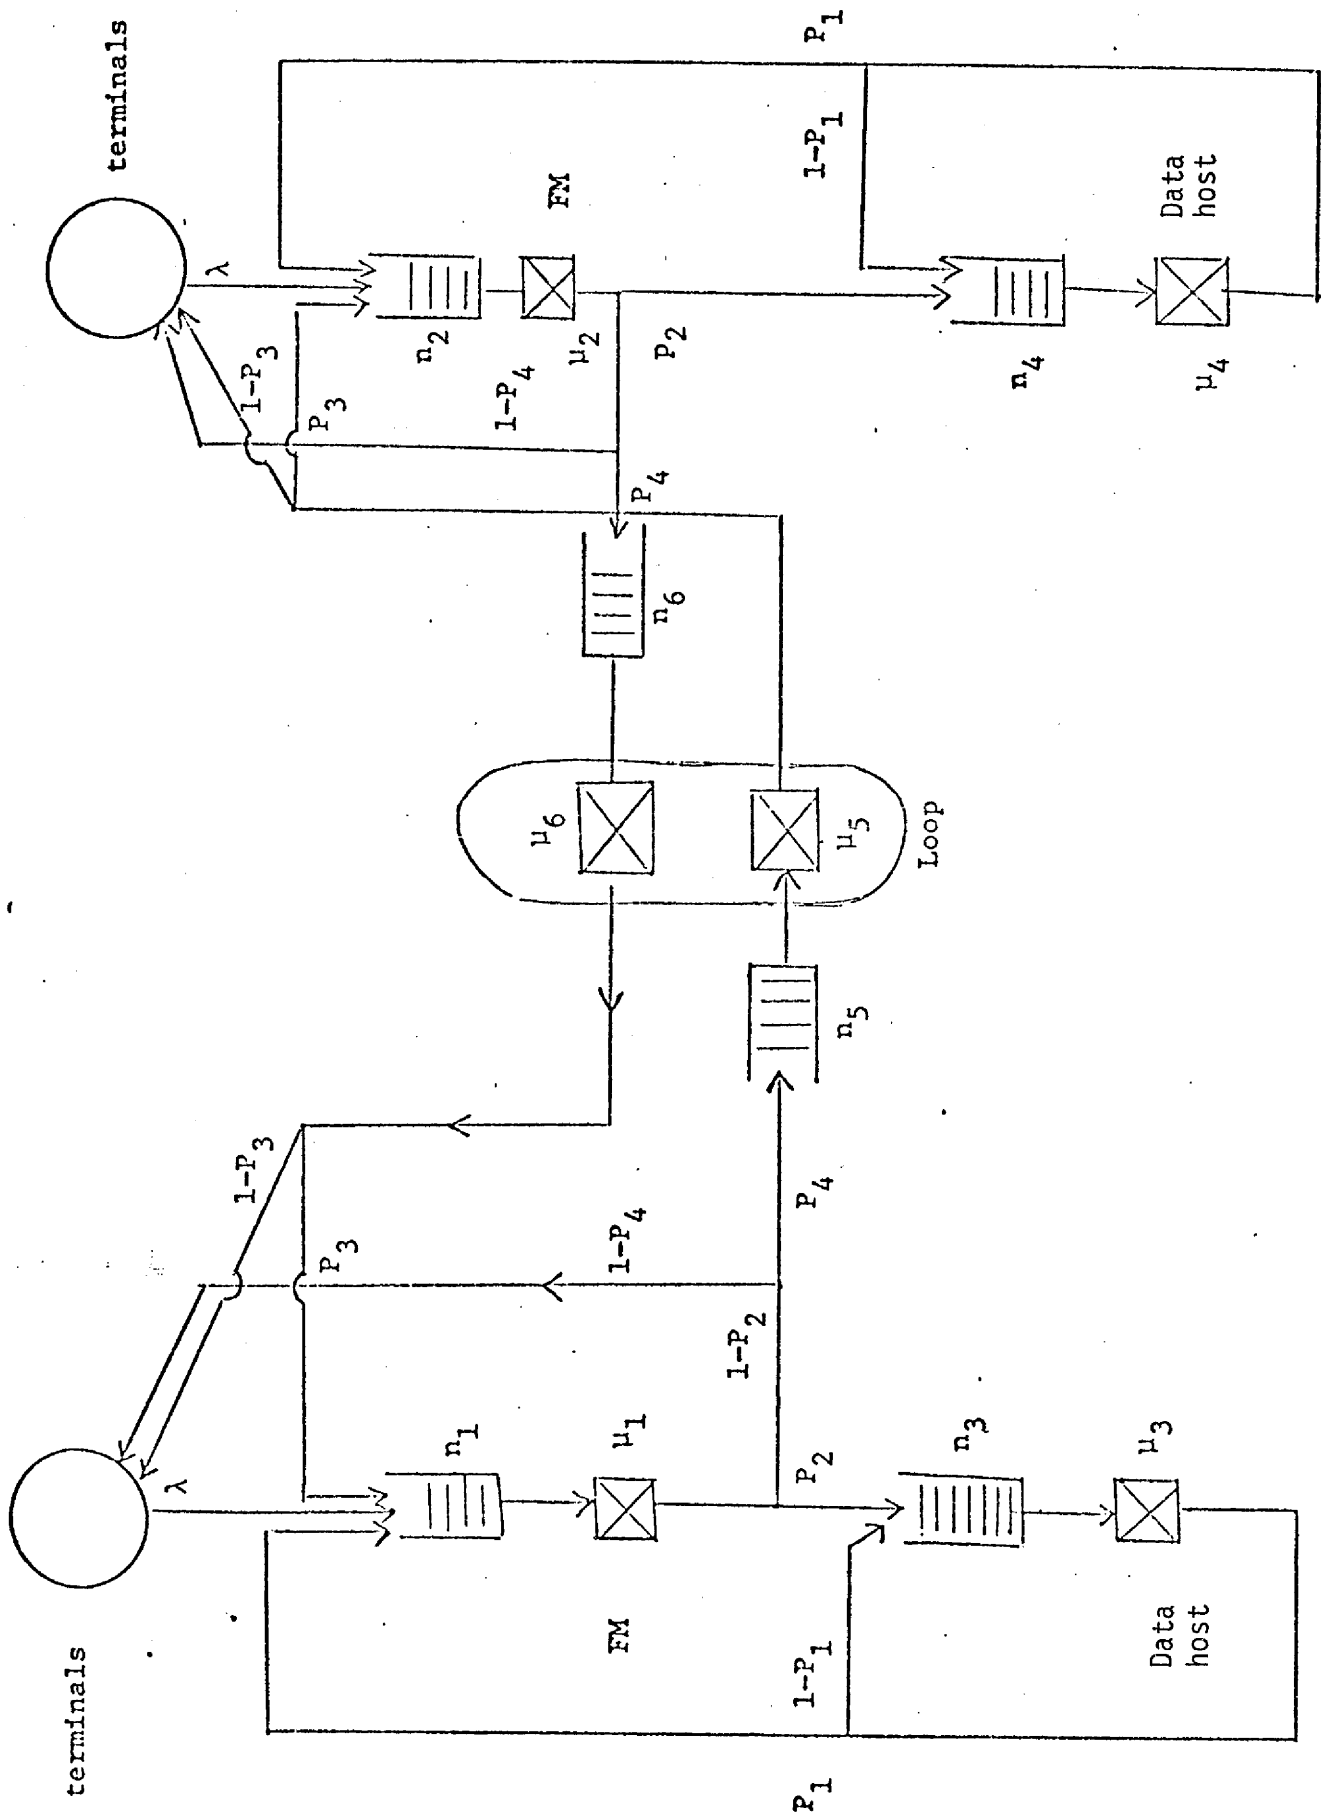 terminals
terminals
λ
λ
1-P3
1-P3
P3
P3
n1
n2
FM
FM
μ1
μ2
1-P4
1-P4
1-P2
P2
P2
P4
P4
n6
μ6
μ5
n5
Loop
P1
P1
1-P1
1-P1
n3
n4
μ3
μ4
Data
host
Data
host